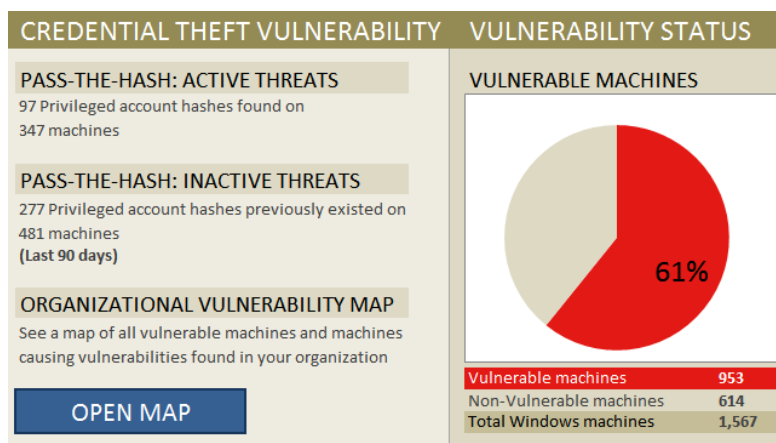 CREDENTIAL THEFT VULNERABILITY
PASS-THE-HASH: ACTIVE THREATS
97 Privileged account hashes found on
347 machines
PASS-THE-HASH: INACTIVE THREATS
277 Privileged account hashes previously existed on
481 machines
(Last 90 days)
ORGANIZATIONAL VULNERABILITY MAP
See a map of all vulnerable machines and machines
causing vulnerabilities found in your organization
OPEN MAP
VULNERABILITY STATUS
VULNERABLE MACHINES
61%
Vulnerable machines 953
Non-Vulnerable machines 614
Total Windows machines 1,567